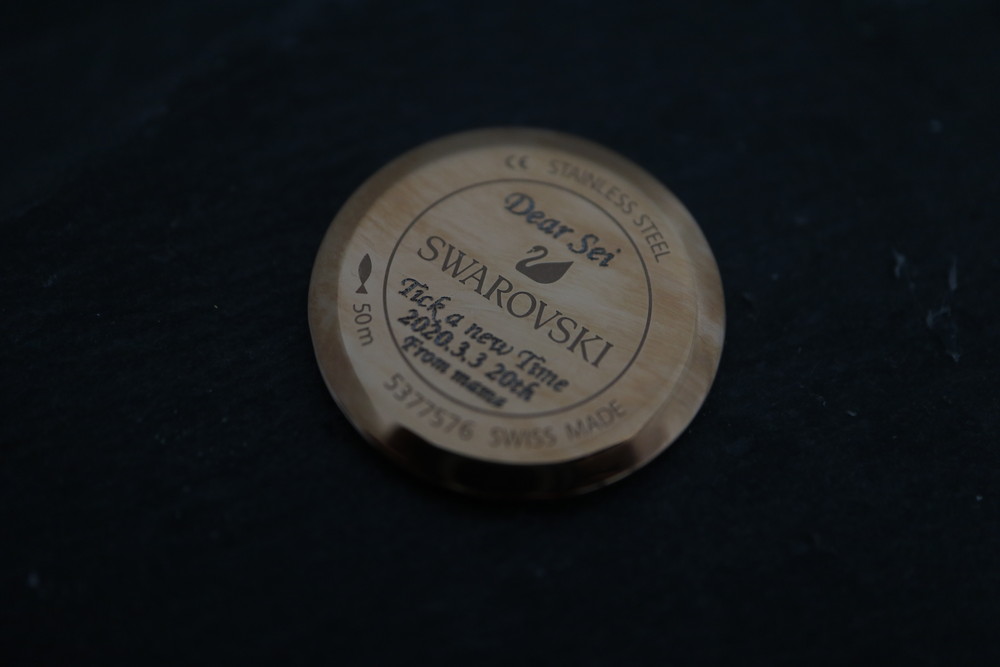 CE STAINLESS STEEL
Dear Sei
SWAROVSKI
Tick a new Time
2020.3.3 20th
From mama
50m
5377576 SWISS MADE